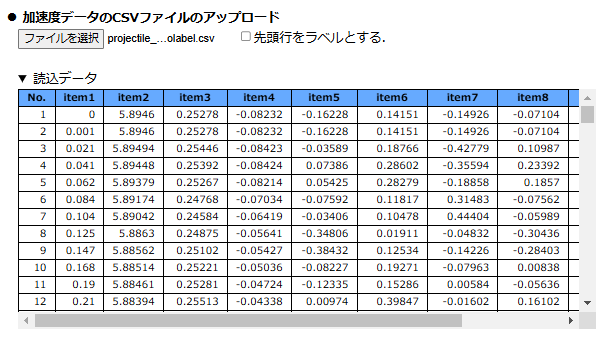 ● 加速度データのCSVファイルのアップロード
ファイルを選択 projectile_...olabel.csv 先頭行をラベルとする.
▼ 読込データ
No. item1 item2 item3 item4 item5 item6 item7 item8
1 0 5.8946 0.25278 -0.08232 -0.16228 0.14151 -0.14926 -0.07104
2 0.001 5.8946 0.25278 -0.08232 -0.16228 0.14151 -0.14926 -0.07104
3 0.021 5.89494 0.25446 -0.08423 -0.03589 0.18766 -0.42779 0.10987
4 0.041 5.89448 0.25392 -0.08424 0.07386 0.28602 -0.35594 0.23392
5 0.062 5.89379 0.25267 -0.08214 0.05425 0.28279 -0.18858 0.1857
6 0.084 5.89174 0.24768 -0.07034 -0.07592 0.11817 0.31483 -0.07562
7 0.104 5.89042 0.24584 -0.06419 -0.03406 0.10478 0.44404 -0.05989
8 0.125 5.8863 0.24875 -0.05641 -0.34806 0.01911 -0.04832 -0.30436
9 0.147 5.88562 0.25102 -0.05427 -0.38432 0.12534 -0.14226 -0.28403
10 0.168 5.88514 0.25221 -0.05036 -0.08227 0.19271 -0.07963 0.00838
11 0.19 5.88461 0.25281 -0.04724 -0.12335 0.15286 0.00584 -0.05636
12 0.21 5.88394 0.25513 -0.04338 0.00974 0.39847 -0.01602 0.16102